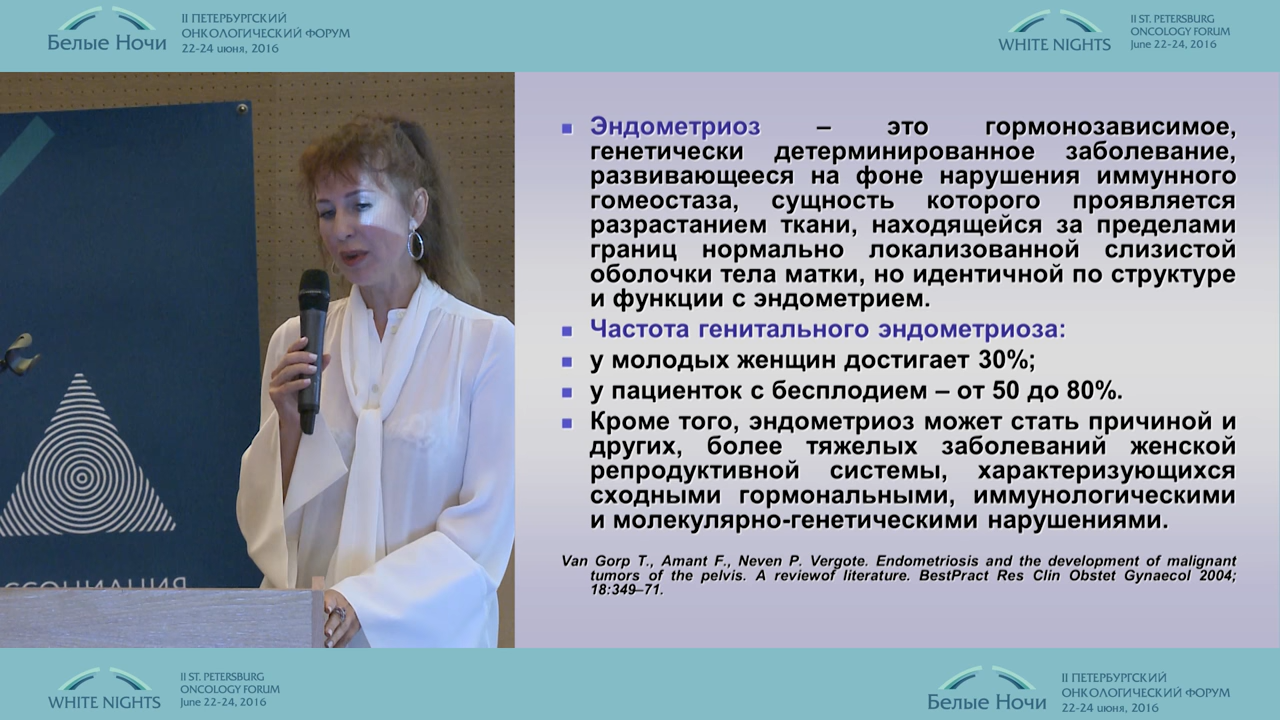 Белые Ночи
II ПЕТЕРБУРГСКИЙ
ОНКОЛОГИЧЕСКИЙ ФОРУМ
22-24 июня, 2016
WHITE NIGHTS
II ST. PETERSBURG
ONCOLOGY FORUM
June 22-24, 2016
Эндометриоз – это гормонозависимое,
генетически детерминированное заболевание,
развивающееся на фоне нарушения иммунного
гомеостаза, сущность которого проявляется
разрастанием ткани, находящейся за пределами
границ нормально локализованной слизистой
оболочки тела матки, но идентичной по структуре
и функции с эндометрием.
Частота генитального эндометриоза:
у молодых женщин достигает 30%;
у пациенток с бесплодием – от 50 до 80%.
Кроме того, эндометриоз может стать причиной и
других, более тяжелых заболеваний женской
репродуктивной системы, характеризующихся
сходными гормональными, иммунологическими
и молекулярно-генетическими нарушениями.
Van Gorp T., Amant F., Neven P. Vergote. Endometriosis and the development of malignant
tumors of the pelvis. A reviewof literature. BestPract Res Clin Obstet Gynaecol 2004;
18:349–71.
WHITE NIGHTS
II ST. PETERSBURG
ONCOLOGY FORUM
June 22-24, 2016
Белые Ночи
II ПЕТЕРБУРГСКИЙ
ОНКОЛОГИЧЕСКИЙ ФОРУМ
22-24 июня, 2016